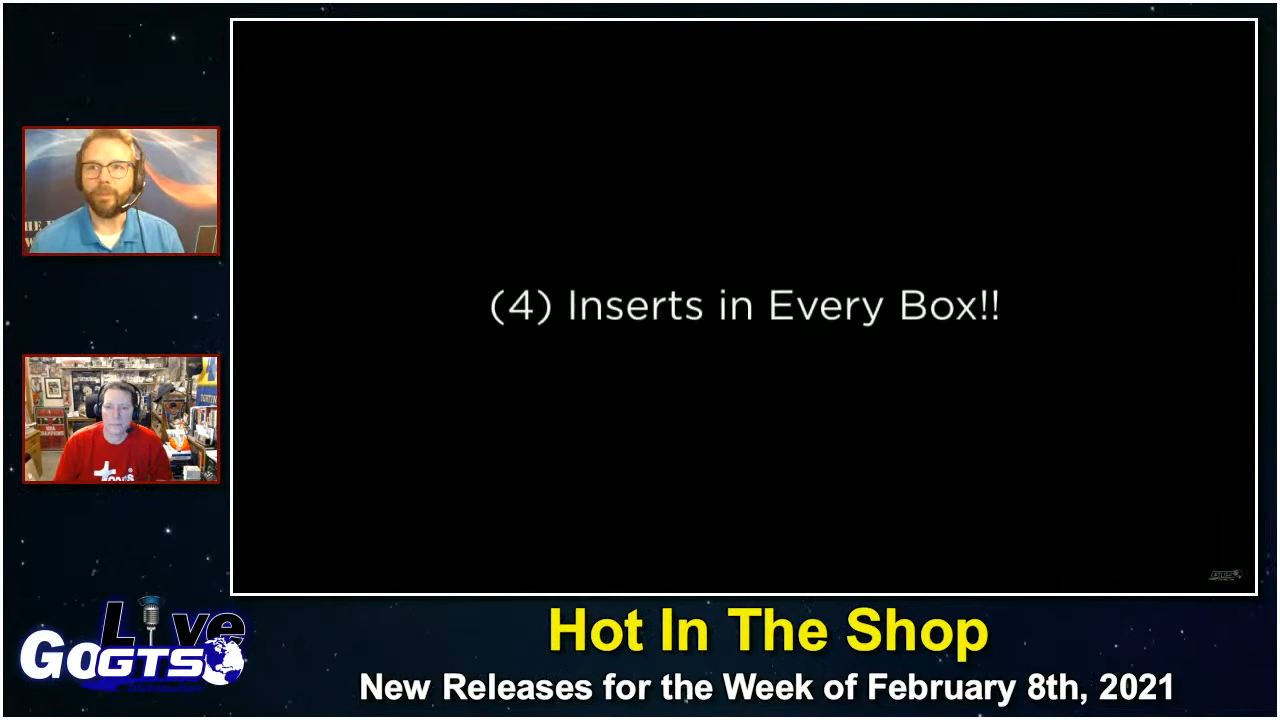 (4) Inserts in Every Box!!
GTS
Live
GoGTS
Hot In The Shop
New Releases for the Week of February 8th, 2021